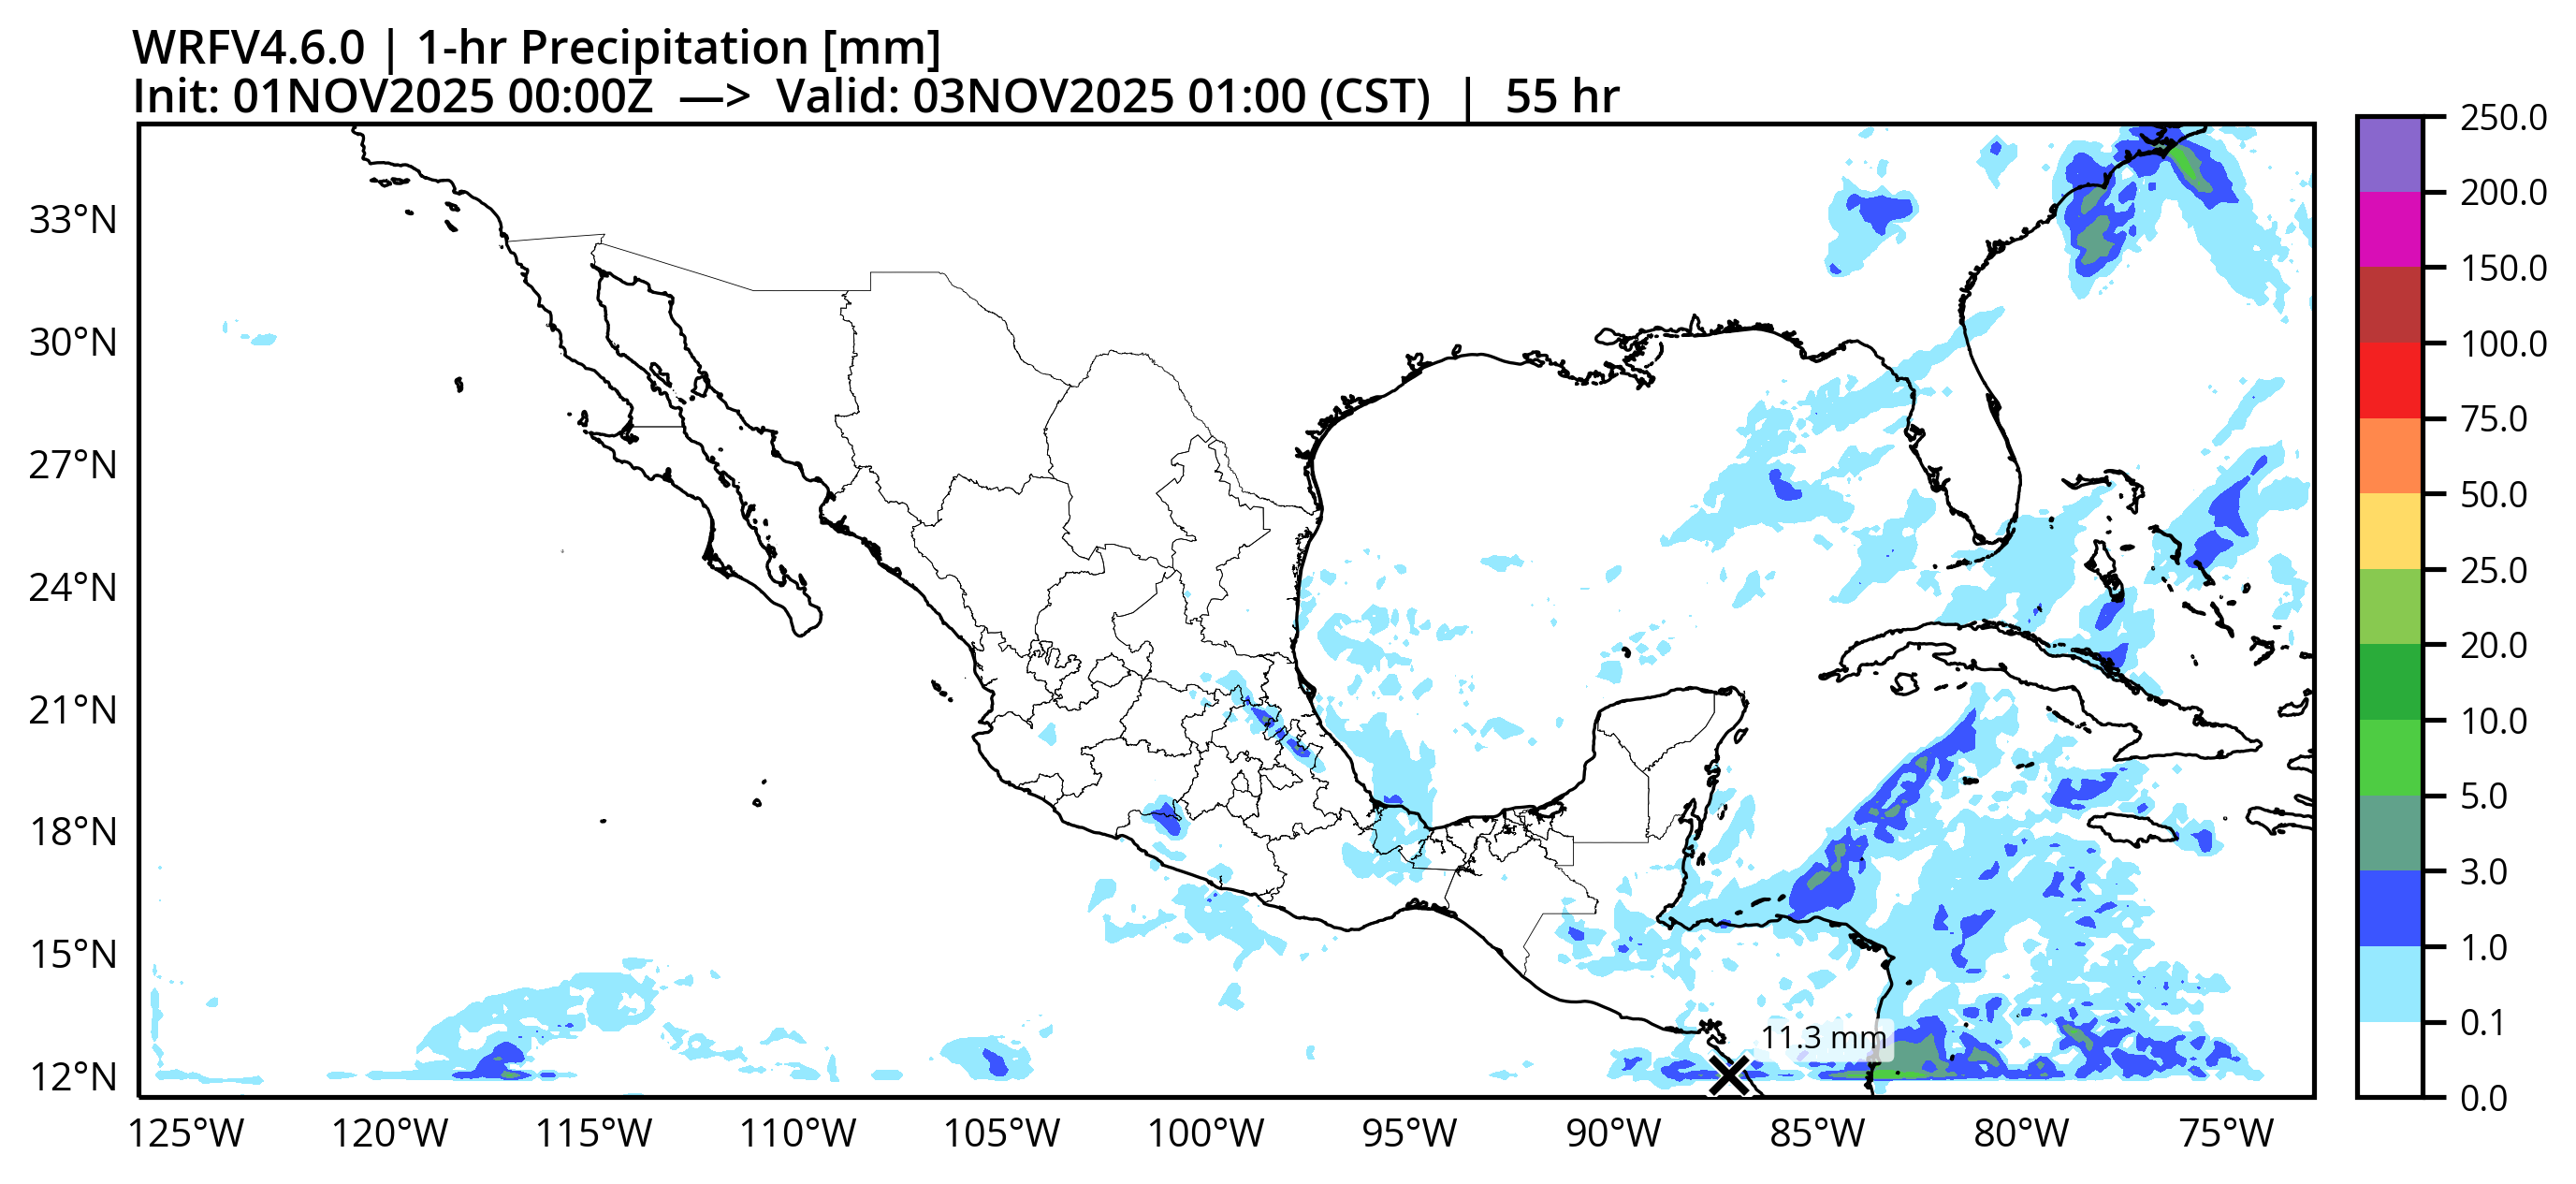 WRFV4.6.0 | 1-hr Precipitation [mm]
Init: 01NOV2025 00:00Z —> Valid: 03NOV2025 01:00 (CST) | 55 hr
33°N
30°N
27°N
24°N
21°N
18°N
15°N
12°N
125°W 120°W 115°W 110°W 105°W 100°W 95°W 90°W 85°W 80°W 75°W
11.3 mm
250.0
200.0
150.0
100.0
75.0
50.0
25.0
20.0
10.0
5.0
3.0
1.0
0.1
0.0